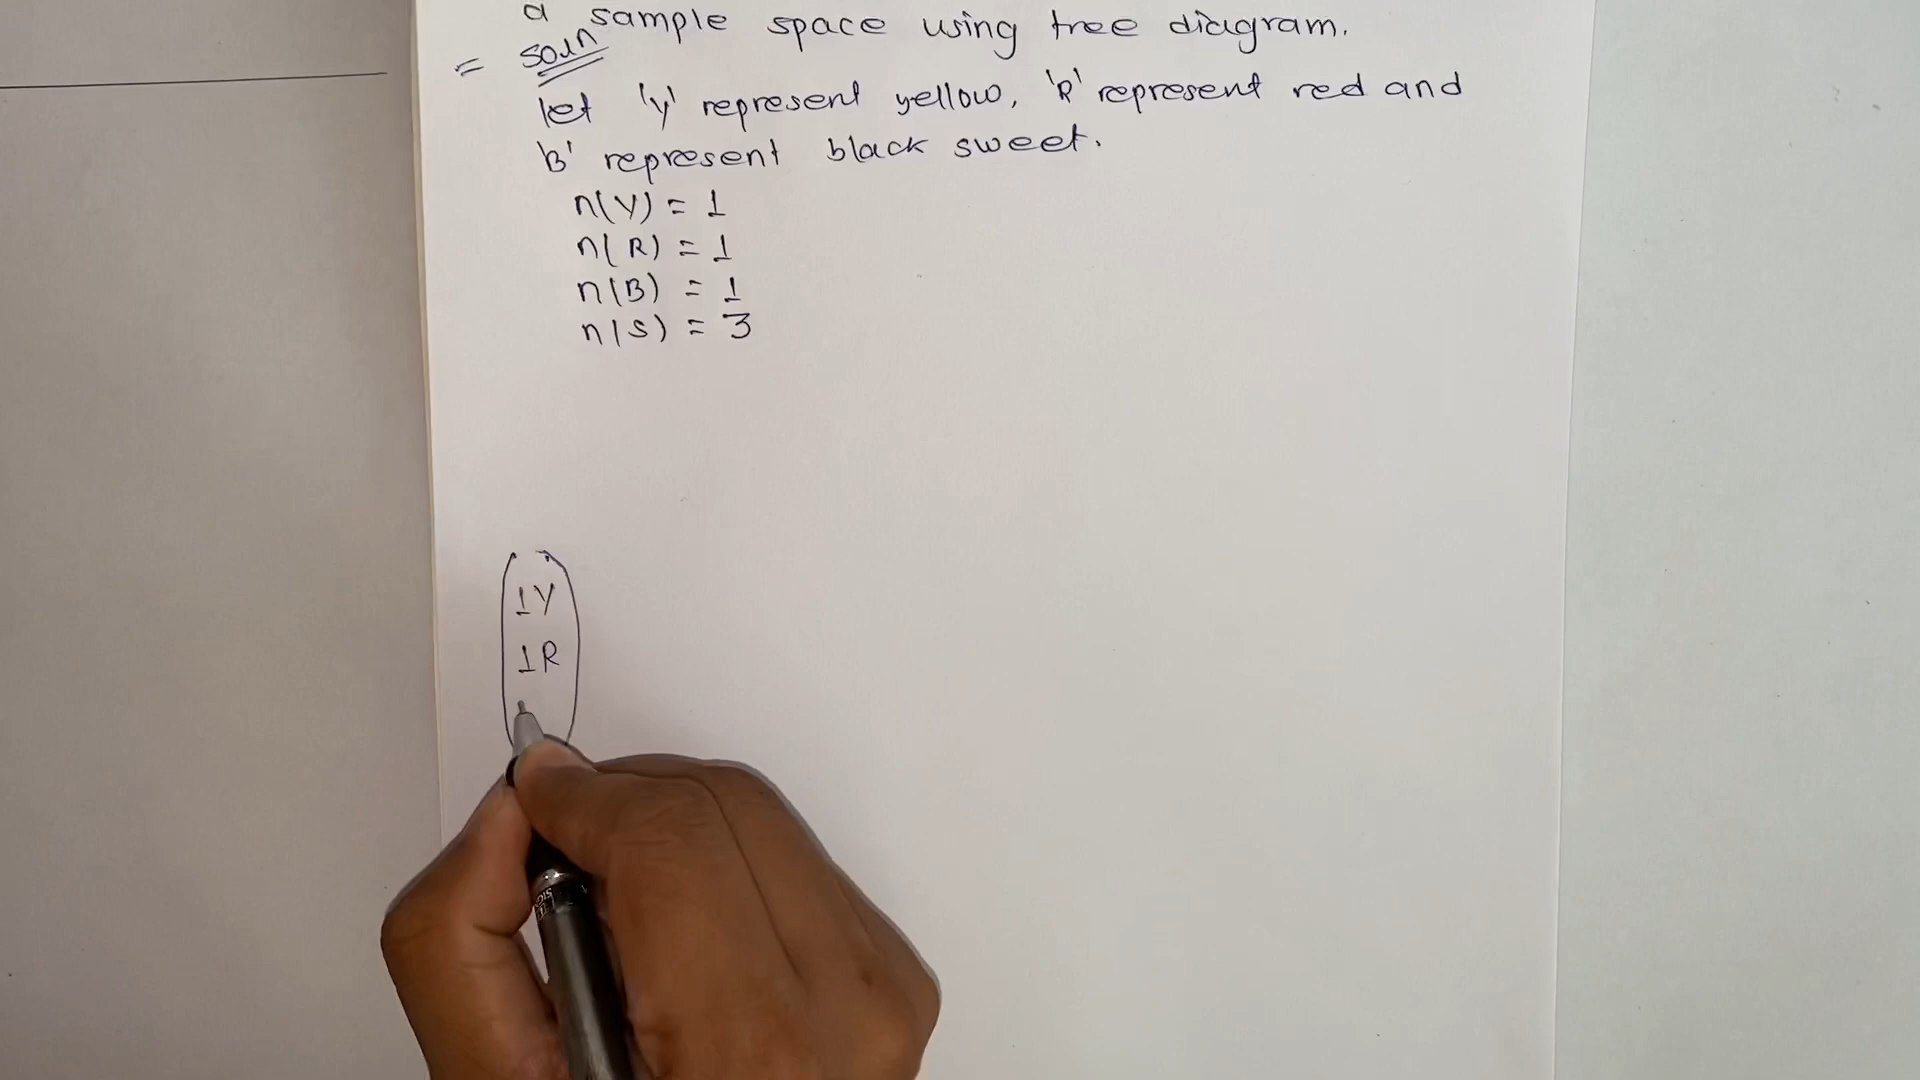 a sample space using tree diagram.
= soln
let 'y' represent yellow, 'R' represent red and
'B' represent black sweet.
n(Y) = 1
n(R) = 1
n(B) = 1
n(S) = 3
1Y
1R